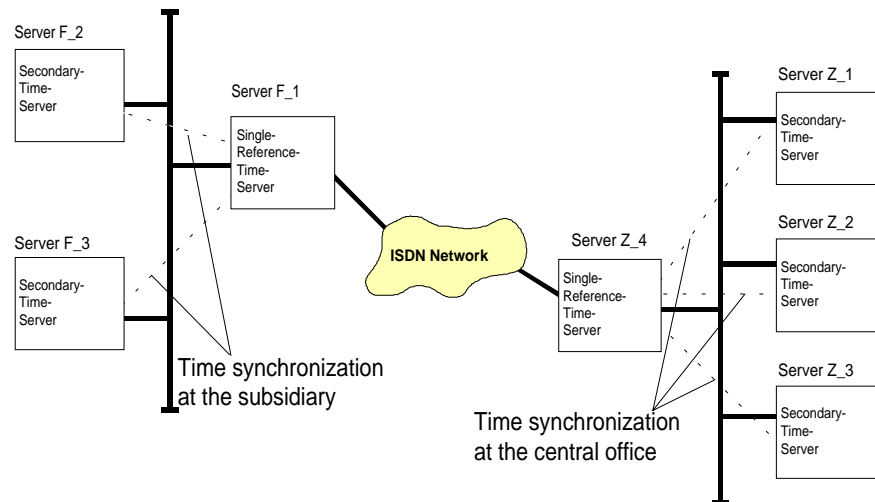 Server F_2
Secondary-
Time-
Server
Server F_1
Single-
Reference-
Time-
Server
Server F_3
Secondary-
Time-
Server
Time synchronization
at the subsidiary
ISDN Network
Server Z_4
Single-
Reference-
Time-
Server
Server Z_1
Secondary-
Time-
Server
Server Z_2
Secondary-
Time-
Server
Server Z_3
Secondary-
Time-
Server
Time synchronization
at the central office